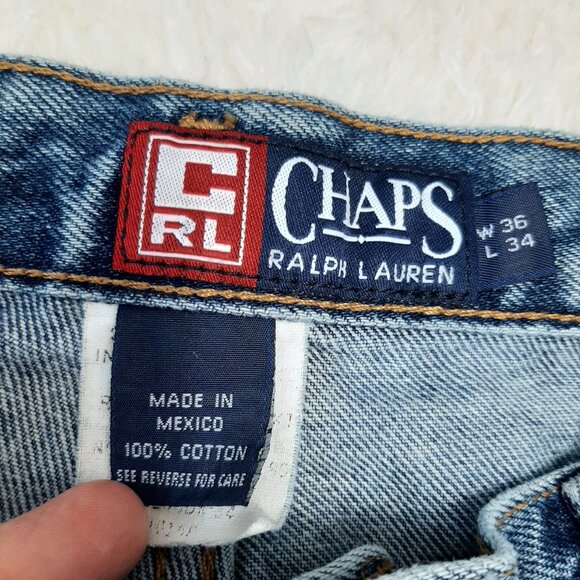 C
RL
CHAPS
RALPH LAUREN
W 36
L 34
MADE IN
MEXICO
100% COTTON
SEE REVERSE FOR CARE